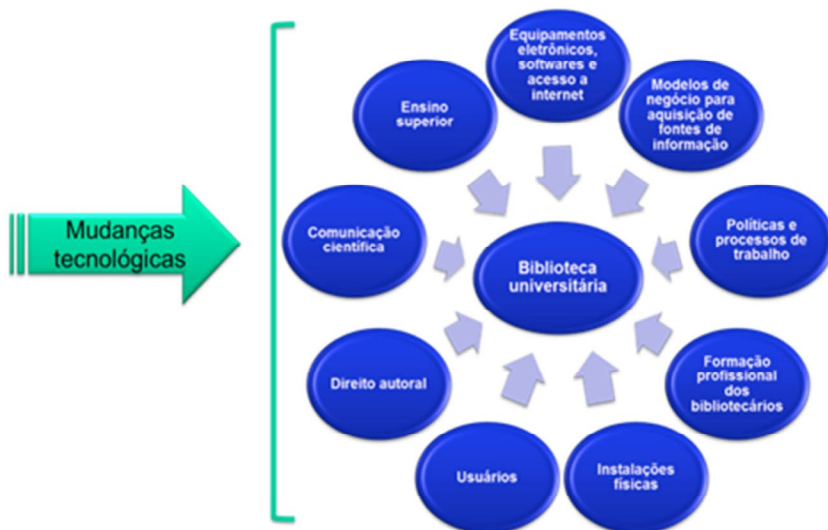 Mudanças
tecnológicas
Equipamentos
eletrônicos,
softwares e
acesso a
internet
Modelos de
negócio para
aquisição de
fontes de
informação
Políticas e
processos de
trabalho
Formação
profissional
dos
bibliotecários
Instalações
físicas
Usuários
Direito autoral
Comunicação
científica
Ensino
superior
Biblioteca
universitária